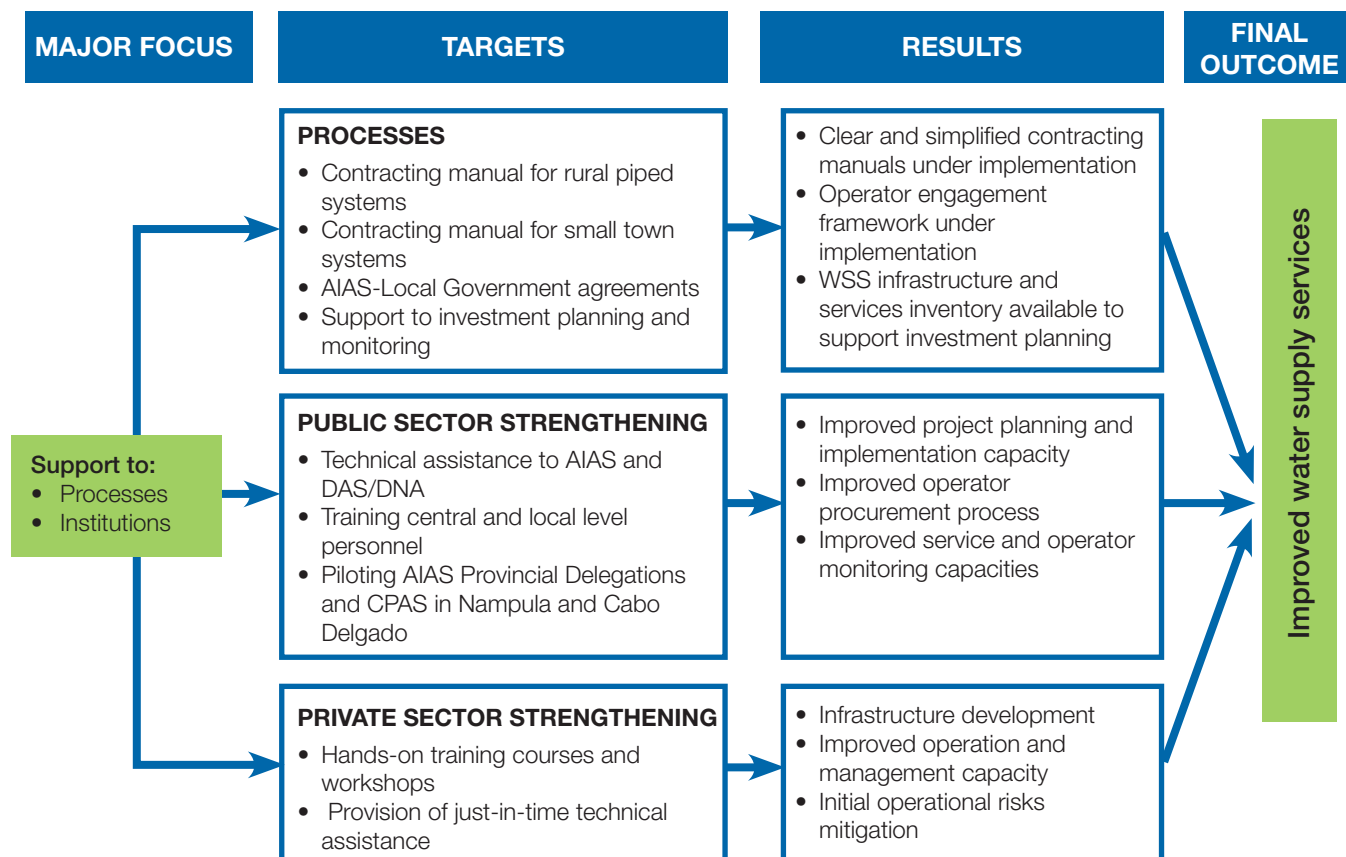 MAJOR FOCUS
TARGETS
RESULTS
FINAL
OUTCOME
Support to:
• Processes
• Institutions
PROCESSES
• Contracting manual for rural piped
systems
• Contracting manual for small town
systems
• AIAS-Local Government agreements
• Support to investment planning and
monitoring
• Clear and simplified contracting
manuals under implementation
• Operator engagement
framework under
implementation
• WSS infrastructure and
services inventory available to
support investment planning
PUBLIC SECTOR STRENGTHENING
• Technical assistance to AIAS and
DAS/DNA
• Training central and local level
personnel
• Piloting AIAS Provincial Delegations
and CPAS in Nampula and Cabo
Delgado
• Improved project planning and
implementation capacity
• Improved operator
procurement process
• Improved service and operator
monitoring capacities
PRIVATE SECTOR STRENGTHENING
• Hands-on training courses and
workshops
• Provision of just-in-time technical
assistance
• Infrastructure development
• Improved operation and
management capacity
• Initial operational risks
mitigation
Improved water supply services